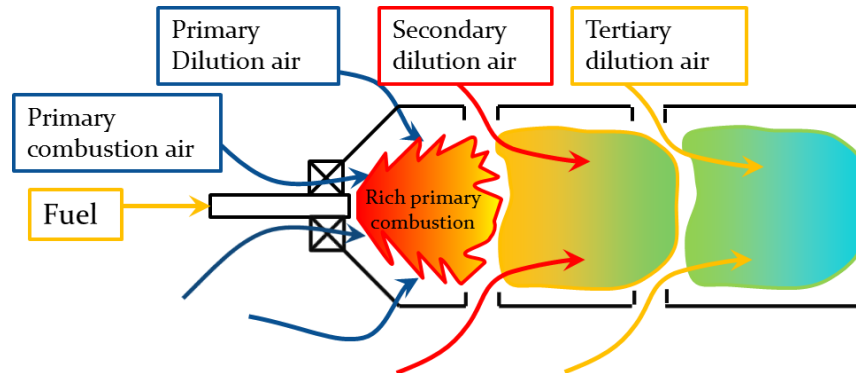 Primary
Dilution air
Secondary
dilution air
Tertiary
dilution air
Primary
combustion air
Fuel
Rich primary
combustion